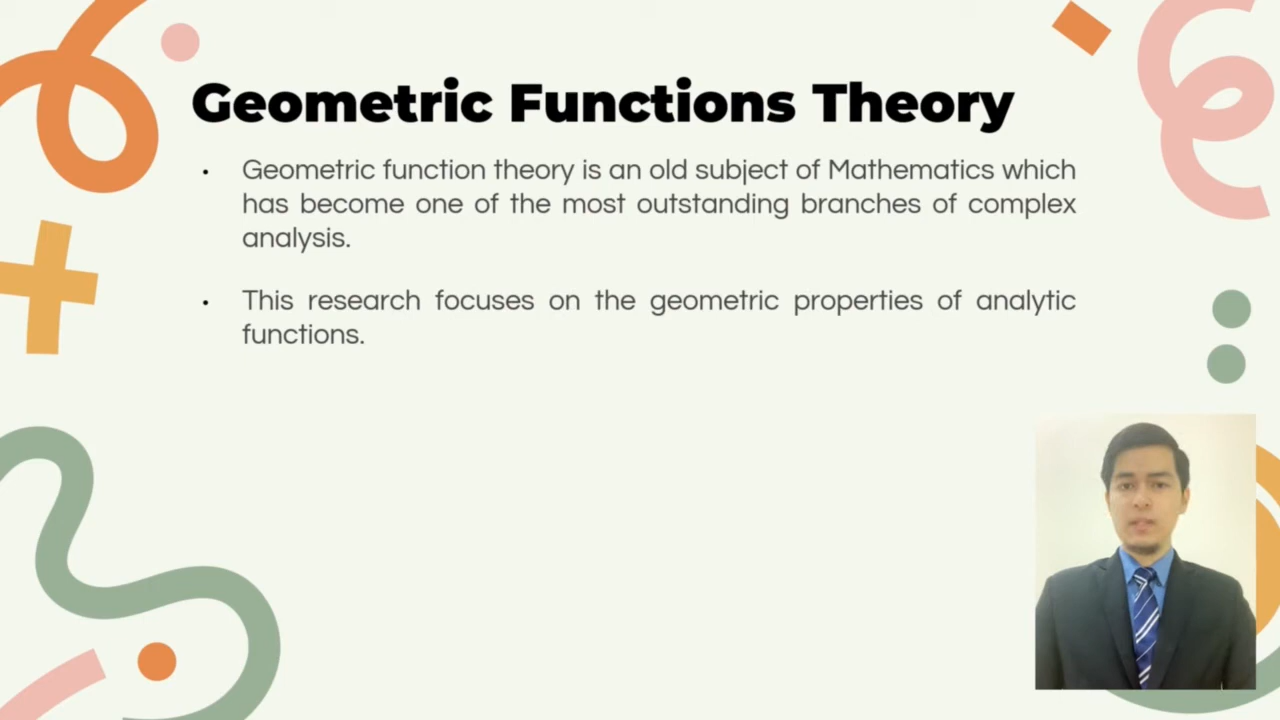 Geometric Functions Theory
• Geometric function theory is an old subject of Mathematics which
has become one of the most outstanding branches of complex
analysis.
• This research focuses on the geometric properties of analytic
functions.